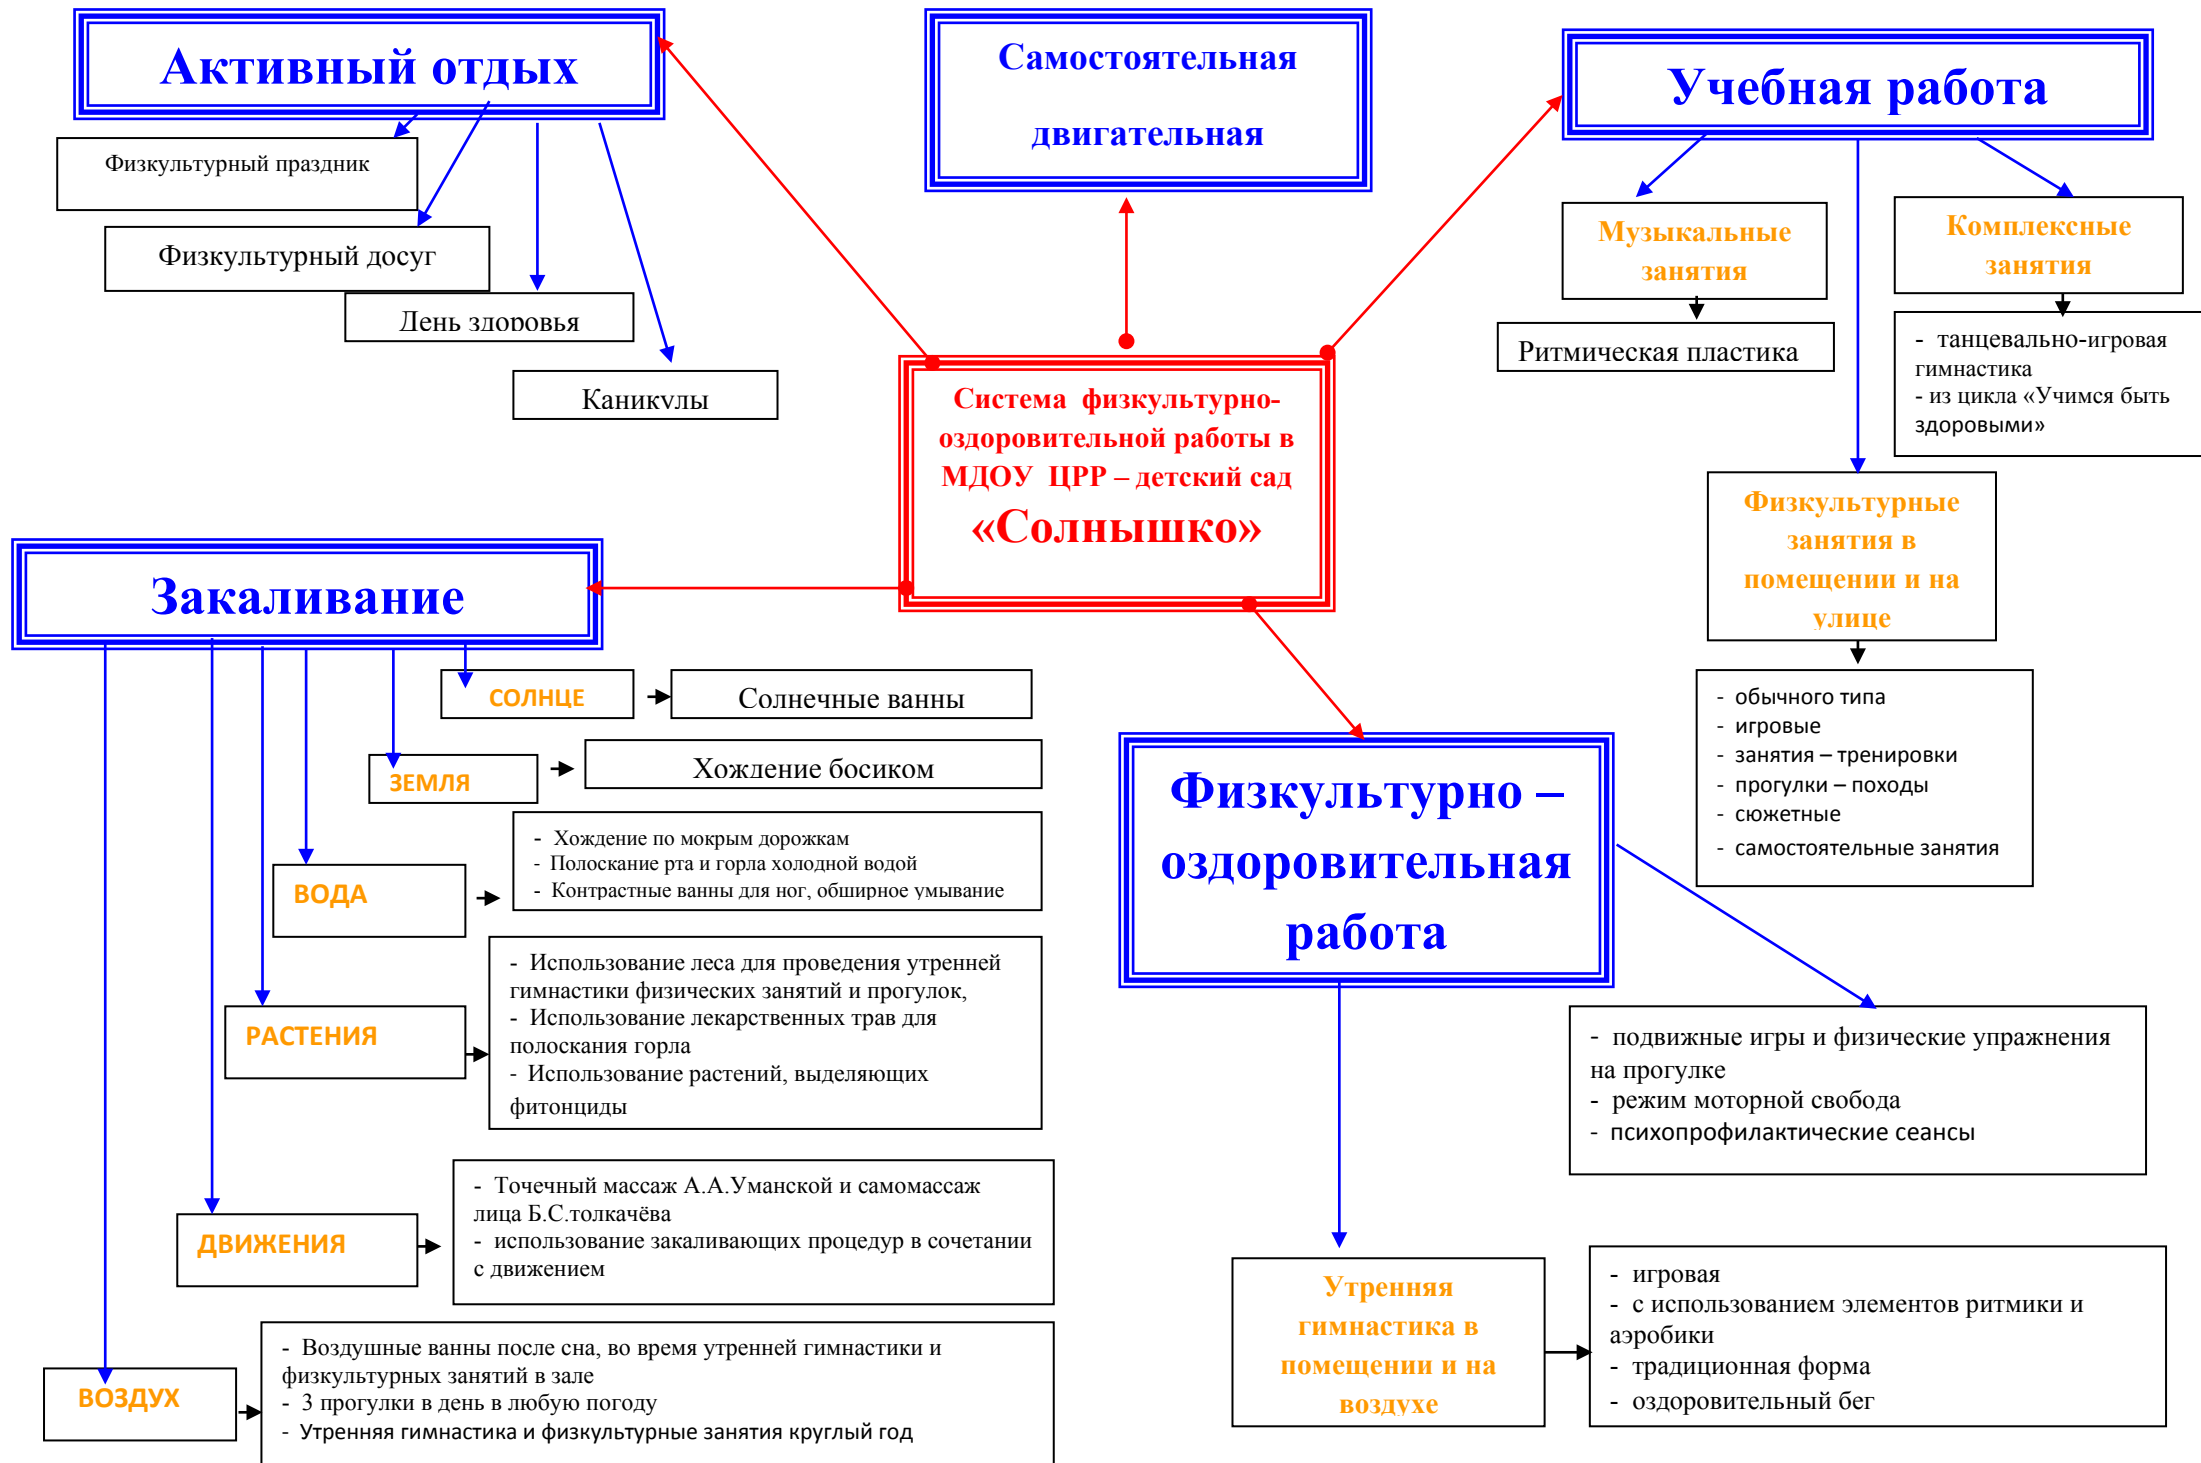 Активный отдых
Физкультурный праздник
Физкультурный досуг
День здоровья
Каникулы
Самостоятельная
двигательная
Учебная работа
Музыкальные
занятия
Ритмическая пластика
Комплексные
занятия
- танцевально-игровая
гимнастика
- из цикла «Учимся быть
здоровыми»
Физкультурные
занятия в
помещении и на
улице
- обычного типа
- игровые
- занятия – тренировки
- прогулки – походы
- сюжетные
- самостоятельные занятия
Система физкультурно-
оздоровительной работы в
МДОУ ЦРР – детский сад
«Солнышко»
Закаливание
СОЛНЦЕ
Солнечные ванны
ЗЕМЛЯ
Хождение босиком
ВОДА
- Хождение по мокрым дорожкам
- Полоскание рта и горла холодной водой
- Контрастные ванны для ног, обширное умывание
РАСТЕНИЯ
- Использование леса для проведения утренней
гимнастики физических занятий и прогулок,
- Использование лекарственных трав для
полоскания горла
- Использование растений, выделяющих
фитонциды
ДВИЖЕНИЯ
- Точечный массаж А.А.Уманской и самомассаж
лица Б.С.толкачёва
- использование закаливающих процедур в сочетании
с движением
ВОЗДУХ
- Воздушные ванны после сна, во время утренней гимнастики и
физкультурных занятий в зале
- 3 прогулки в день в любую погоду
- Утренняя гимнастика и физкультурные занятия круглый год
Физкультурно –
оздоровительная
работа
- подвижные игры и физические упражнения
на прогулке
- режим моторной свобода
- психопрофилактические сеансы
Утренняя
гимнастика в
помещении и на
воздухе
- игровая
- с использованием элементов ритмики и
аэробики
- традиционная форма
- оздоровительный бег